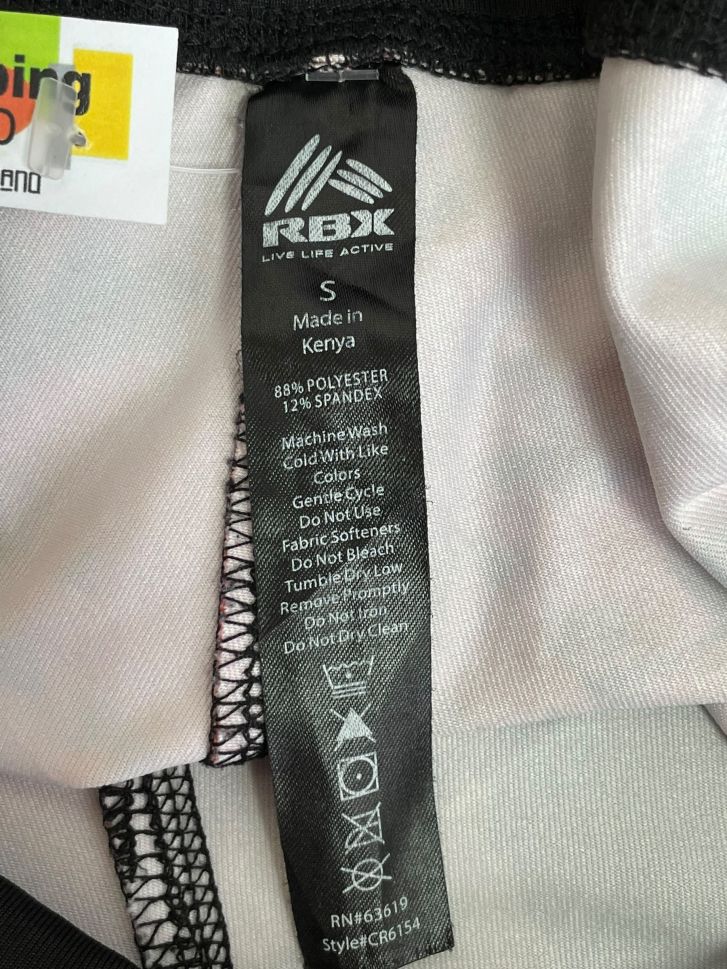 ping
O
AND
RBX
LIVE LIFE ACTIVE
S
Made in
Kenya
88% POLYESTER
12% SPANDEX
Machine Wash
Cold With Like
Colors
Gentle Cycle
Do Not Use
Fabric Softeners
Do Not Bleach
Tumble Dry Low
Remove Promptly
Do Not Iron
Do Not Dry Clean
RN#63619
Style#CR6154